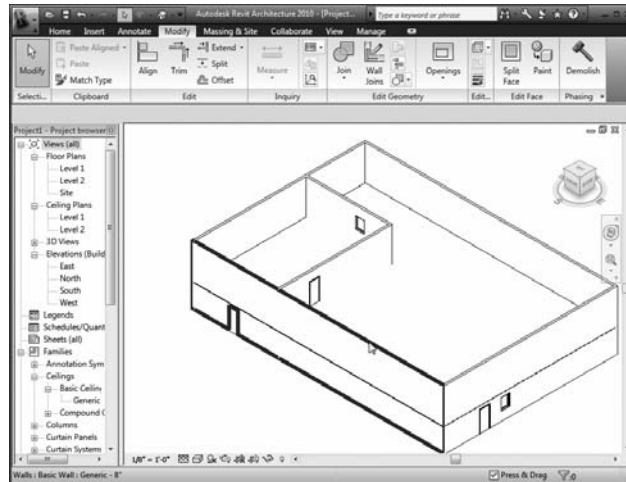 Autodesk Revit Architecture 2010 - [Project...
Type a keyword or phrase
Home Insert Annotate Modify Massing & Site Collaborate View Manage
Modify
Paste Aligned
Paste
Match Type
Align
Trim
Extend
Split
Offset
Measure
Join
Wall Joins
Openings
Split Face
Paint
Demolish
Selecti... Clipboard Edit Inquiry Edit Geometry Edit... Edit Face Phasing
Project1 - Project browser
Views (all)
Floor Plans
Level 1
Level 2
Site
Ceiling Plans
Level 1
Level 2
3D Views
Elevations (Build
East
North
South
West
Legends
Schedules/Quant
Sheets (all)
Families
Annotation Sym
Ceilings
Basic Ceilin
Generic
Compound C
Columns
Curtain Panels
Curtain Systems
1/8" = 1'-0"
Walls : Basic Wall : Generic - 8"
Press & Drag
:0